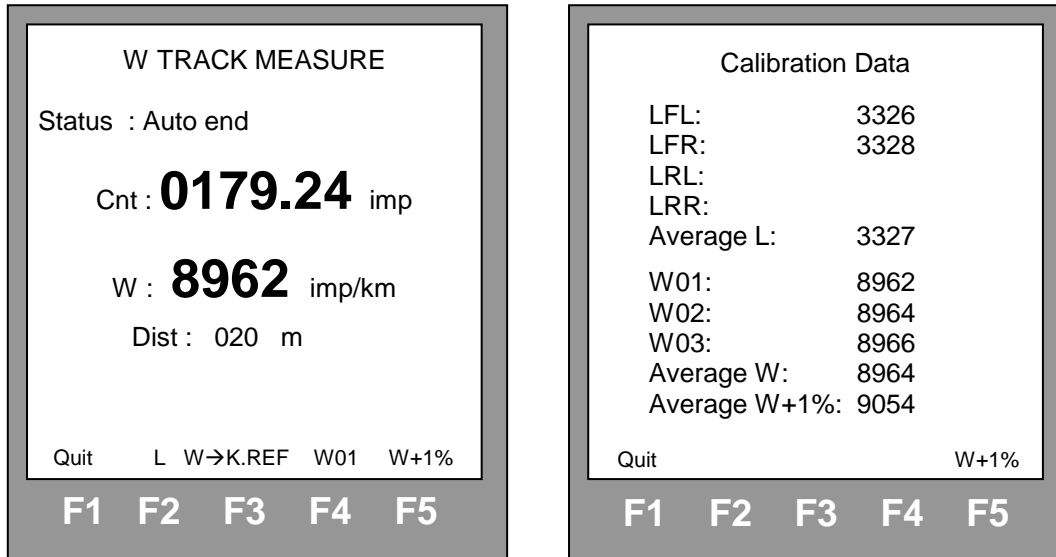 W TRACK MEASURE
Status : Auto end
Cnt : 0179.24 imp
W : 8962 imp/km
Dist : 020 m
Quit L W→K.REF W01 W+1%
F1 F2 F3 F4 F5
Calibration Data
LFL: 3326
LFR: 3328
LRL:
LRR:
Average L: 3327
W01: 8962
W02: 8964
W03: 8966
Average W: 8964
Average W+1%: 9054
Quit W+1%
F1 F2 F3 F4 F5